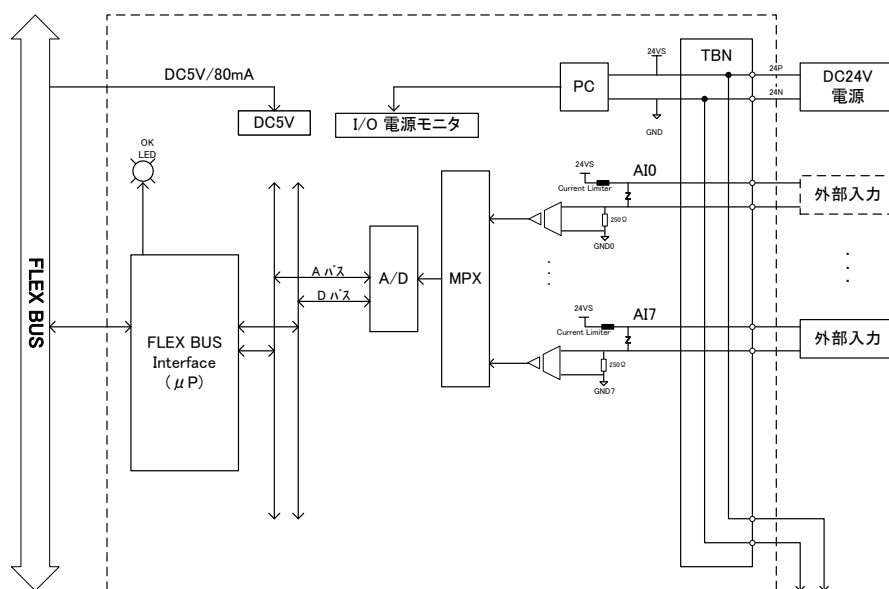 FLEX BUS
DC5V/80mA
DC5V
I/O 電源モニタ
PC
24VS
GND
TBN
24P
24N
DC24V
電源
OK
LED
FLEX BUS
Interface
(μP)
A バス
D バス
A/D
MPX
24VS
Current Limiter
AI0
Z
250Ω
GND0
外部入力
24VS
Current Limiter
AI7
Z
250Ω
GND7
外部入力